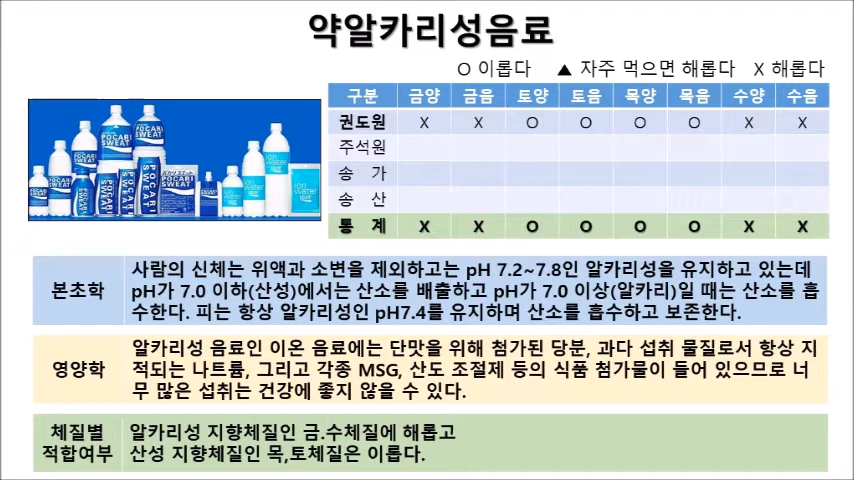 약알카리성음료
O 이롭다 ▲ 자주 먹으면 해롭다 X 해롭다
구분 금양 금음 토양 토음 목양 목음 수양 수음
권도원 X X O O O O X X
주석원
송 가
송 산
통 계 X X O O O O X X
POCARI SWEAT
POCARI SWEAT
POCARI SWEAT
ion water
본초학
사람의 신체는 위액과 소변을 제외하고는 pH 7.2~7.8인 알카리성을 유지하고 있는데
pH가 7.0 이하(산성)에서는 산소를 배출하고 pH가 7.0 이상(알카리)일 때는 산소를 흡
수한다. 피는 항상 알카리성인 pH7.4를 유지하며 산소를 흡수하고 보존한다.
영양학
알카리성 음료인 이온 음료에는 단맛을 위해 첨가된 당분, 과다 섭취 물질로서 항상 지
적되는 나트륨, 그리고 각종 MSG, 산도 조절제 등의 식품 첨가물이 들어 있으므로 너
무 많은 섭취는 건강에 좋지 않을 수 있다.
체질별
적합여부
알카리성 지향체질인 금.수체질에 해롭고
산성 지향체질인 목,토체질은 이롭다.